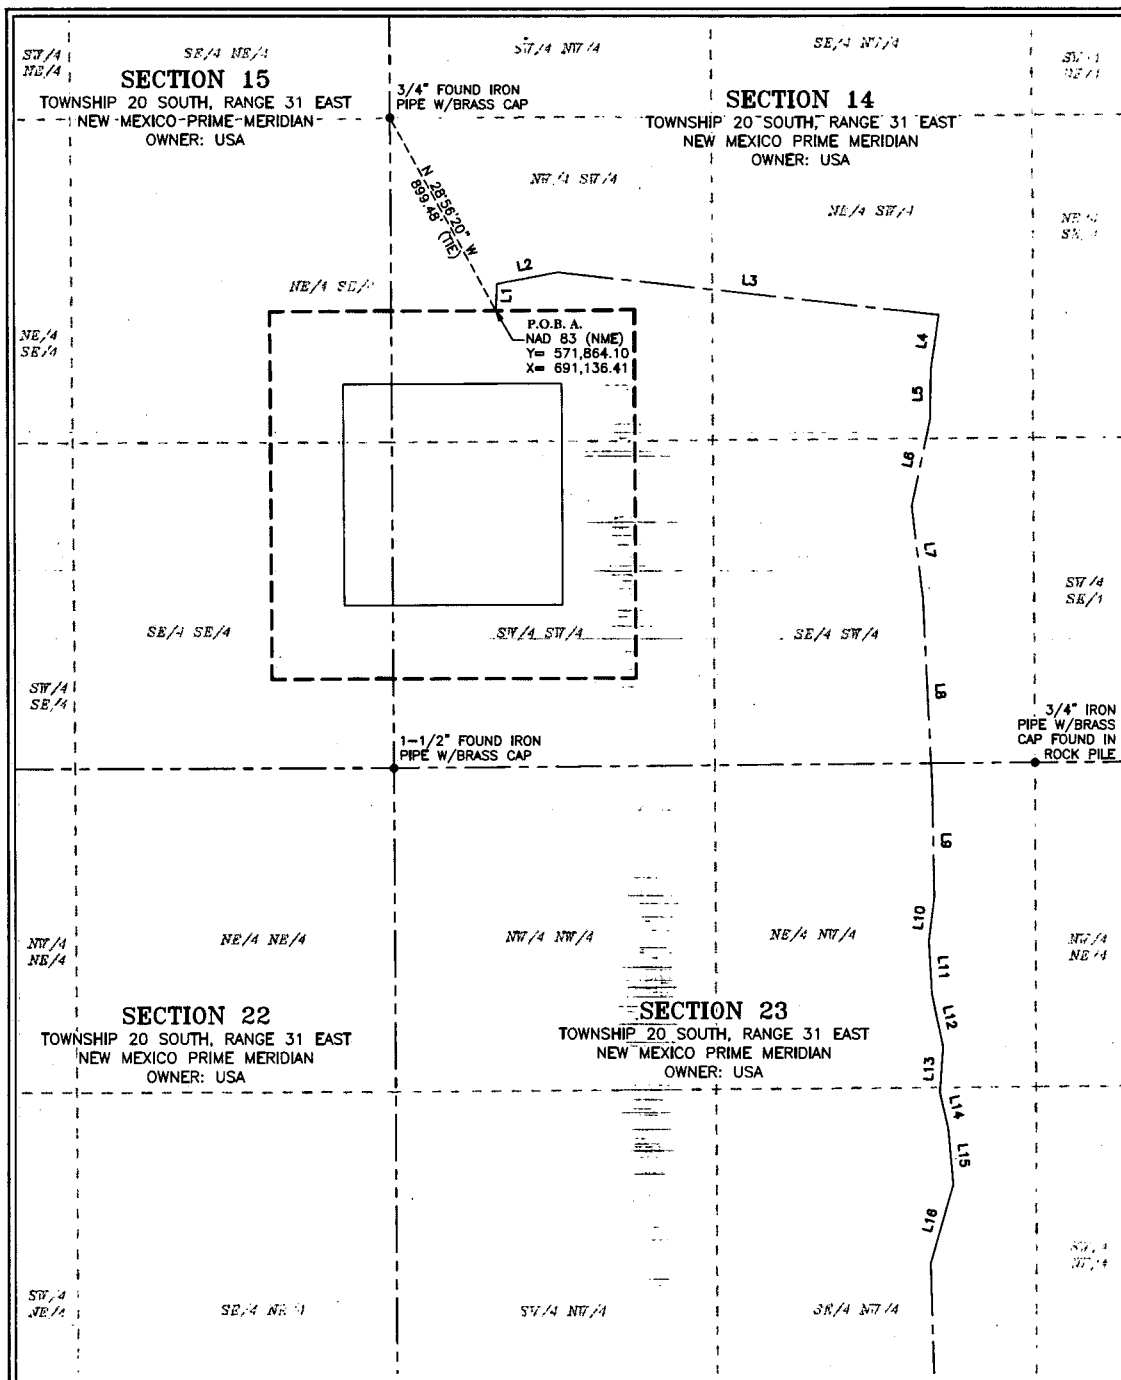 SW/4
NE/4
SE/4 NE/4
SW/4 NW/4
SE/4 NW/4
SECTION 15
TOWNSHIP 20 SOUTH, RANGE 31 EAST
NEW MEXICO PRIME MERIDIAN
OWNER: USA
3/4" FOUND IRON
PIPE W/BRASS CAP
SECTION 14
TOWNSHIP 20 SOUTH, RANGE 31 EAST
NEW MEXICO PRIME MERIDIAN
OWNER: USA
N 28°56'20" W
899.48' (TIE)
NW/4 SW/4
NE/4 SW/4
L1
L2
L3
L4
L5
L6
L7
L8
P.O.B. A.
NAD 83 (NME)
Y= 571,864.10
X= 691,136.41
NE/4
SE/4
SE/4 SE/4
SW/4 SW/4
SE/4 SW/4
SW/4
SE/4
SW/4
SE/4
1-1/2" FOUND IRON
PIPE W/BRASS CAP
3/4" IRON
PIPE W/BRASS
CAP FOUND IN
ROCK PILE
L9
L10
L11
L12
L13
L14
L15
L16
NW/4
NE/4
NE/4 NE/4
NW/4 NW/4
NE/4 NW/4
NW/4
NE/4
SECTION 22
TOWNSHIP 20 SOUTH, RANGE 31 EAST
NEW MEXICO PRIME MERIDIAN
OWNER: USA
SECTION 23
TOWNSHIP 20 SOUTH, RANGE 31 EAST
NEW MEXICO PRIME MERIDIAN
OWNER: USA
SW/4
NE/4
SE/4 NE/4
SW/4 NW/4
SE/4 NW/4